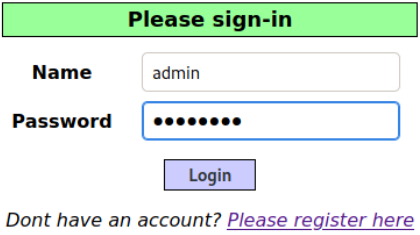 Please sign-in
Name admin
Password ••••••••
Login
Dont have an account? Please register here